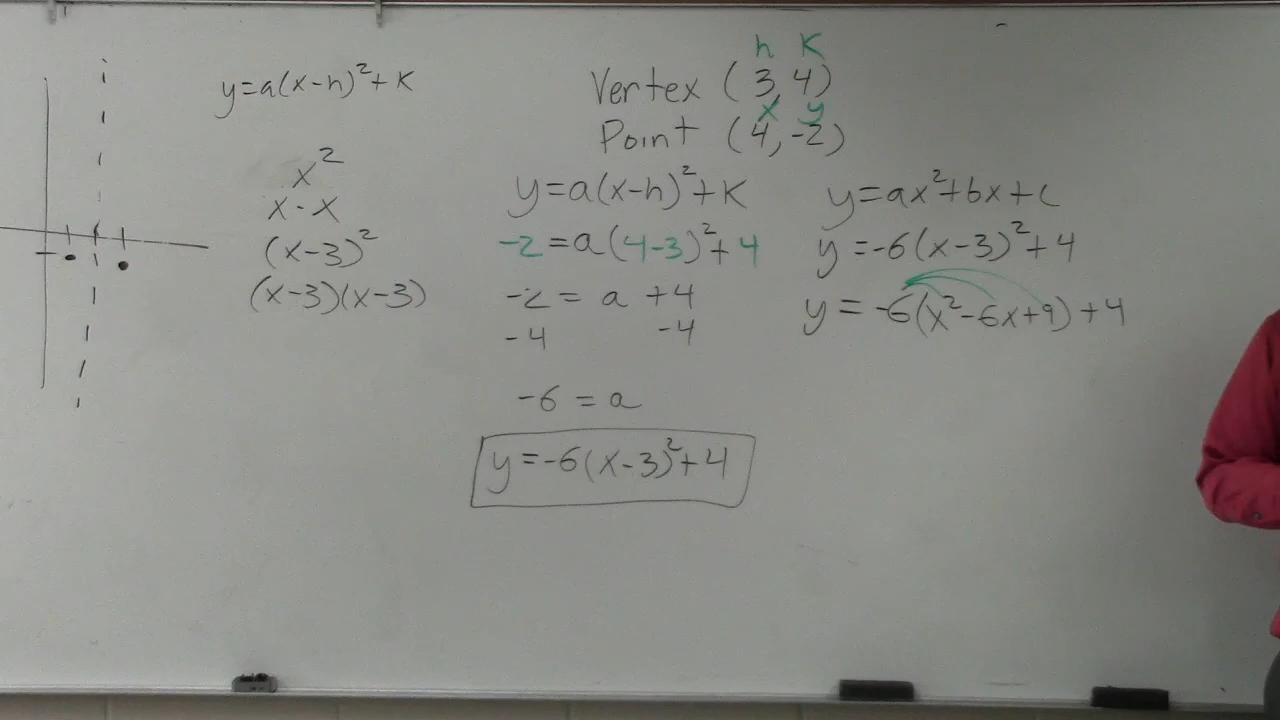 y=a(x-h)²+K
x²
x·x
(x-3)²
(x-3)(x-3)
h K
Vertex (3,4)
x y
Point (4,-2)
y=a(x-h)²+K
-2=a(4-3)²+4
-2=a+4
-4 -4
-6=a
y=-6(x-3)²+4
y=ax²+bx+c
y=-6(x-3)²+4
y=-6(x²-6x+9)+4